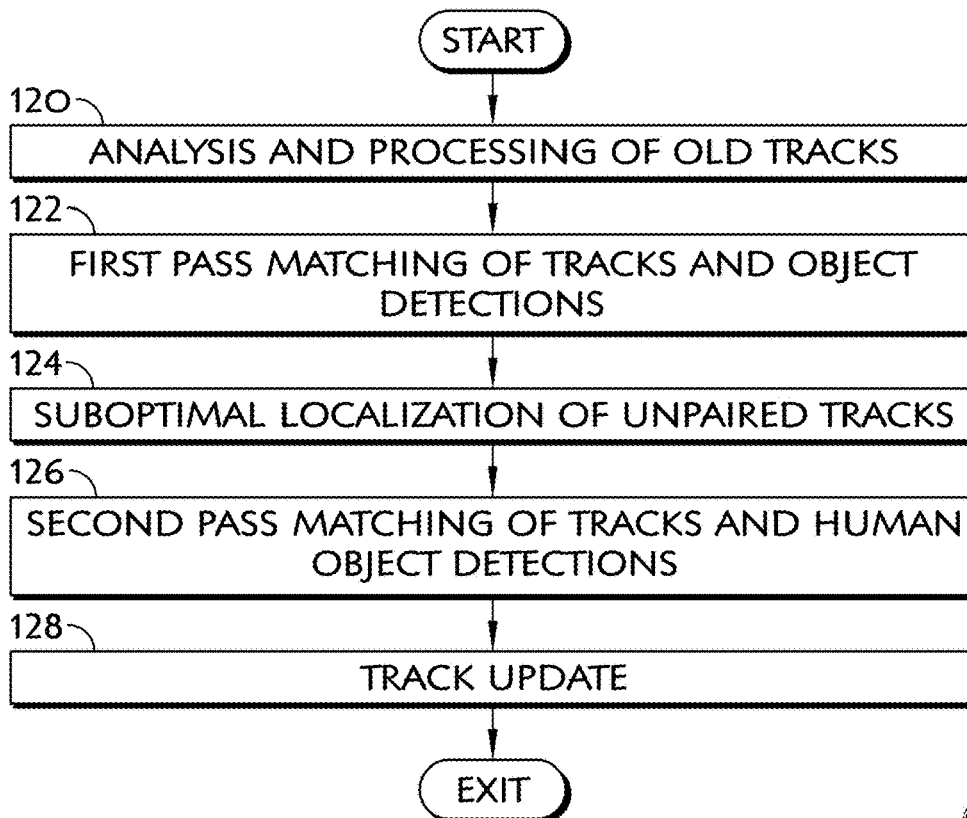 START
120
ANALYSIS AND PROCESSING OF OLD TRACKS
122
FIRST PASS MATCHING OF TRACKS AND OBJECT
DETECTIONS
124
SUBOPTIMAL LOCALIZATION OF UNPAIRED TRACKS
126
SECOND PASS MATCHING OF TRACKS AND HUMAN
OBJECT DETECTIONS
128
TRACK UPDATE
EXIT